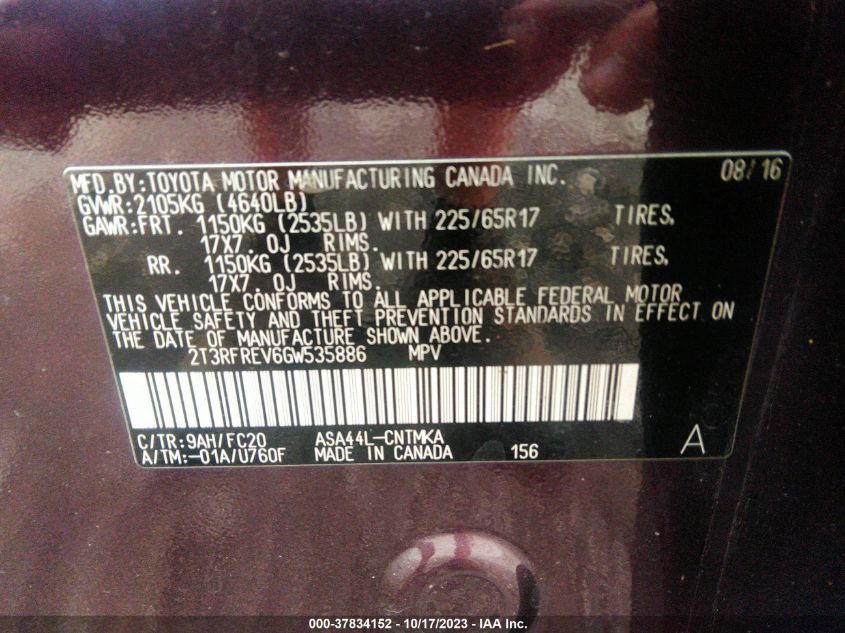 MFD.BY:TOYOTA MOTOR MANUFACTURING CANADA INC. 08/16
GVWR:2105KG (4640LB)
GAWR:FRT. 1150KG (2535LB) WITH 225/65R17 TIRES,
17X7.0J RIMS.
RR. 1150KG (2535LB) WITH 225/65R17 TIRES,
17X7.0J RIMS.
THIS VEHICLE CONFORMS TO ALL APPLICABLE FEDERAL MOTOR
VEHICLE SAFETY AND THEFT PREVENTION STANDARDS IN EFFECT ON
THE DATE OF MANUFACTURE SHOWN ABOVE.
2T3RFREV6GW535886 MPV
C/TR:9AH/FC20 ASA44L-CNTMKA A
A/TM:-01A/U760F MADE IN CANADA 156
000-37834152 - 10/17/2023 - IAA Inc.